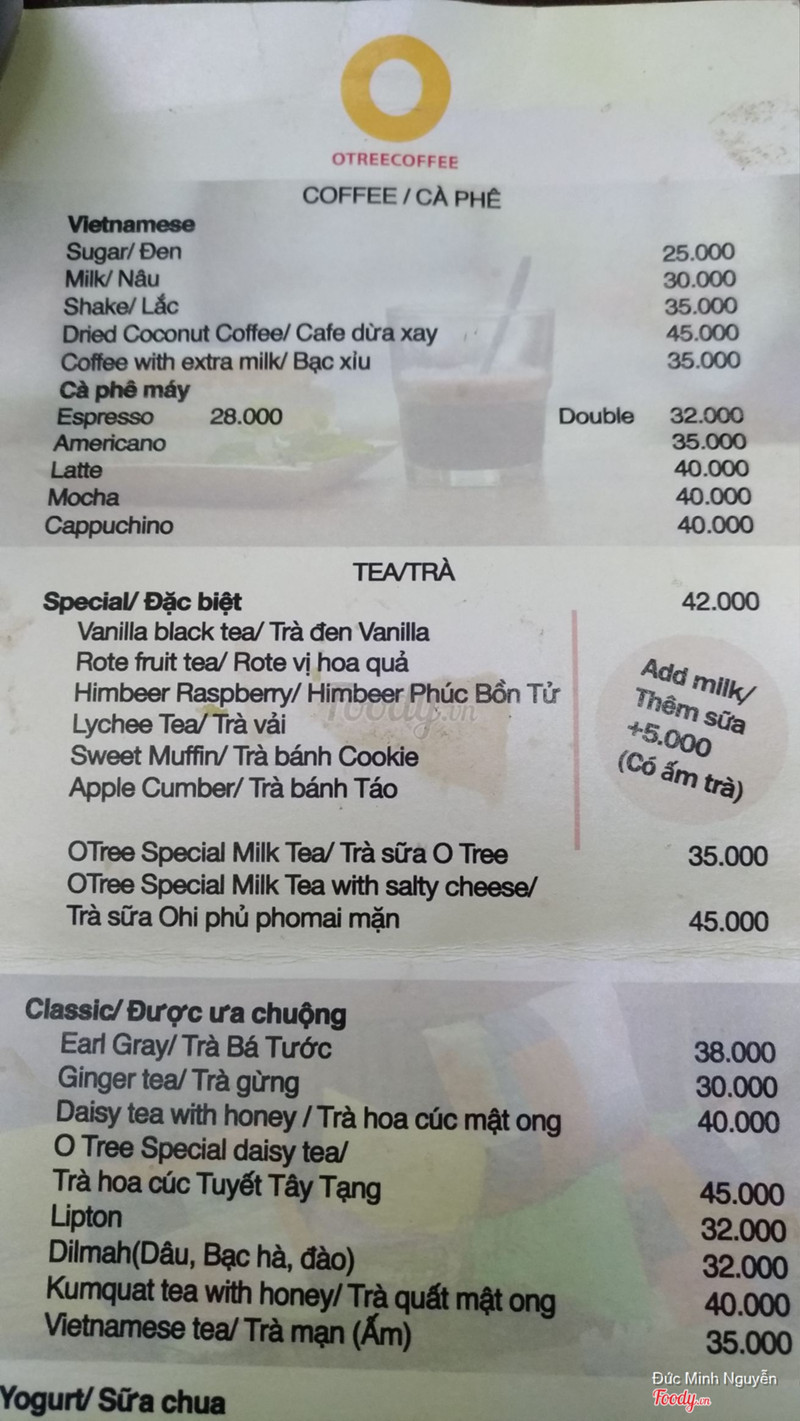 OTREECOFFEE
COFFEE / CÀ PHÊ
Vietnamese
Sugar/ Đen 25.000
Milk/ Nâu 30.000
Shake/ Lắc 35.000
Dried Coconut Coffee/ Cafe dừa xay 45.000
Coffee with extra milk/ Bạc xỉu 35.000
Cà phê máy
Espresso 28.000 Double 32.000
Americano 35.000
Latte 40.000
Mocha 40.000
Cappuchino 40.000
TEA/TRÀ
Special/ Đặc biệt 42.000
Vanilla black tea/ Trà đen Vanilla
Rote fruit tea/ Rote vị hoa quả
Himbeer Raspberry/ Himbeer Phúc Bồn Tử
Lychee Tea/ Trà vải
Sweet Muffin/ Trà bánh Cookie
Apple Cumber/ Trà bánh Táo
Add milk/
Thêm sữa
+5.000
(Có ấm trà)
Foody.vn
OTree Special Milk Tea/ Trà sữa O Tree 35.000
OTree Special Milk Tea with salty cheese/
Trà sữa Ohi phủ phomai mặn 45.000
Classic/ Được ưa chuộng
Earl Gray/ Trà Bá Tước 38.000
Ginger tea/ Trà gừng 30.000
Daisy tea with honey / Trà hoa cúc mật ong 40.000
O Tree Special daisy tea/
Trà hoa cúc Tuyết Tây Tạng 45.000
Lipton 32.000
Dilmah(Dâu, Bạc hà, đào) 32.000
Kumquat tea with honey/ Trà quất mật ong 40.000
Vietnamese tea/ Trà mạn (Ấm) 35.000
Yogurt/ Sữa chua
Đức Minh Nguyễn
Foody.vn